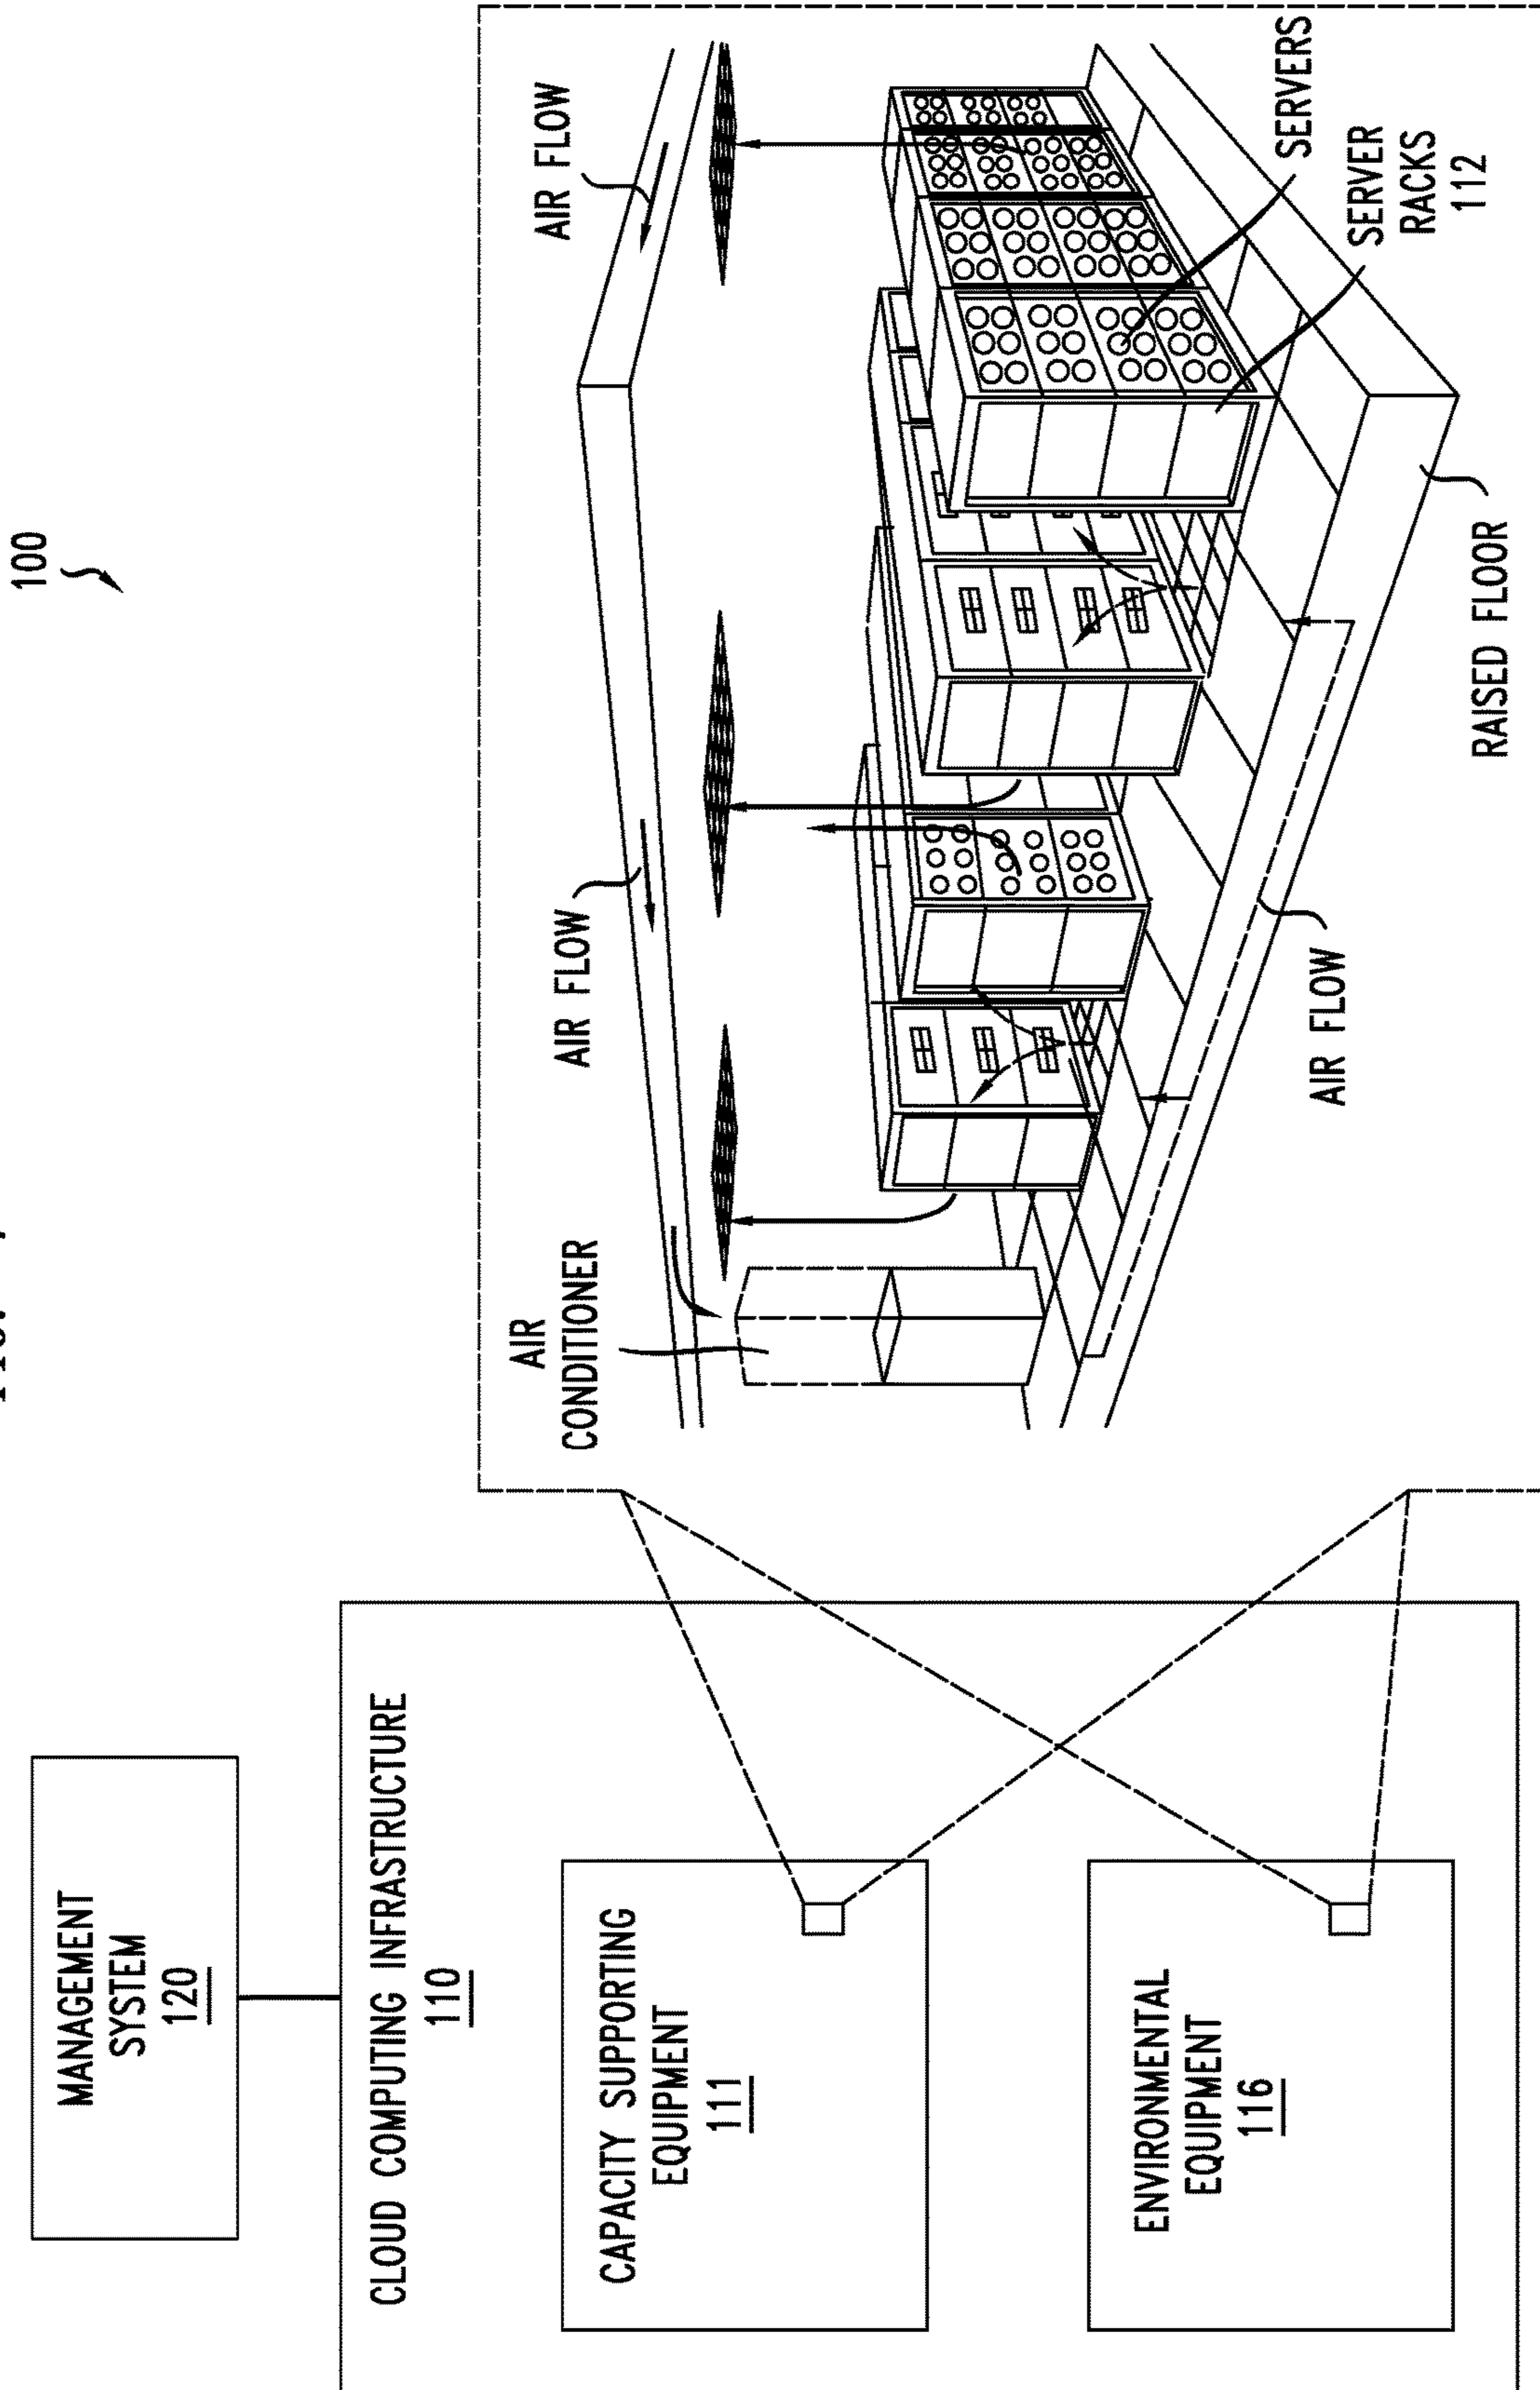 100
MANAGEMENT
SYSTEM
120
CLOUD COMPUTING INFRASTRUCTURE
110
CAPACITY SUPPORTING
EQUIPMENT
111
ENVIRONMENTAL
EQUIPMENT
116
AIR
CONDITIONER
AIR FLOW
AIR FLOW
AIR FLOW
RAISED FLOOR
SERVERS
SERVER
RACKS
112